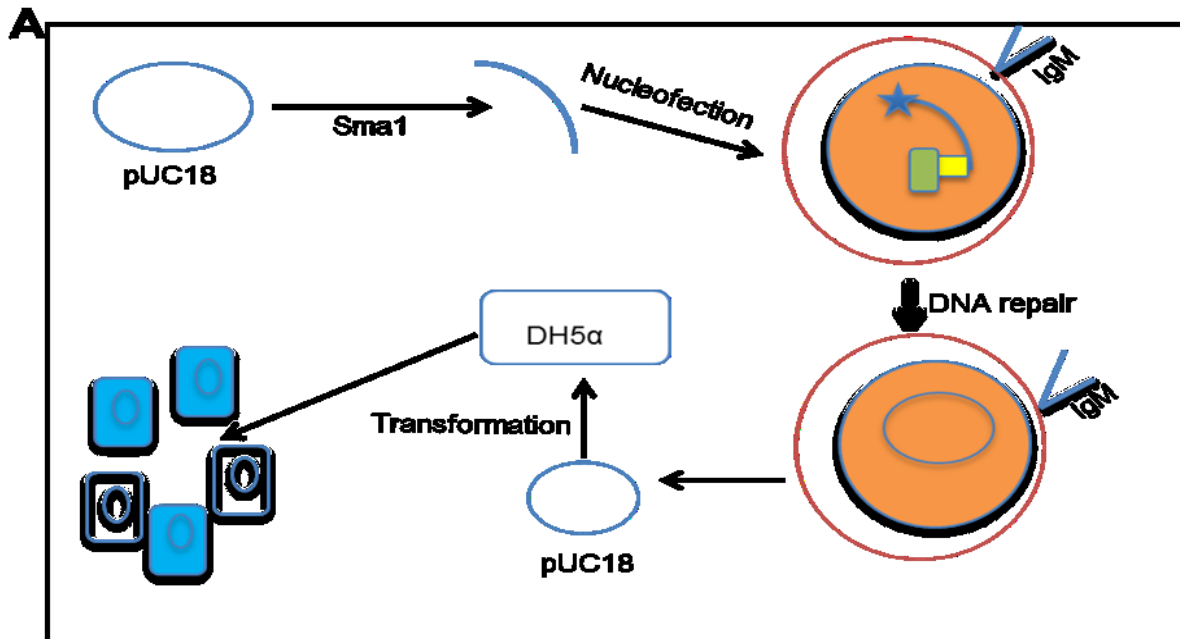 A
pUC18
Sma1
Nucleofection
IgM
DNA repair
IgM
pUC18
Transformation
DH5α